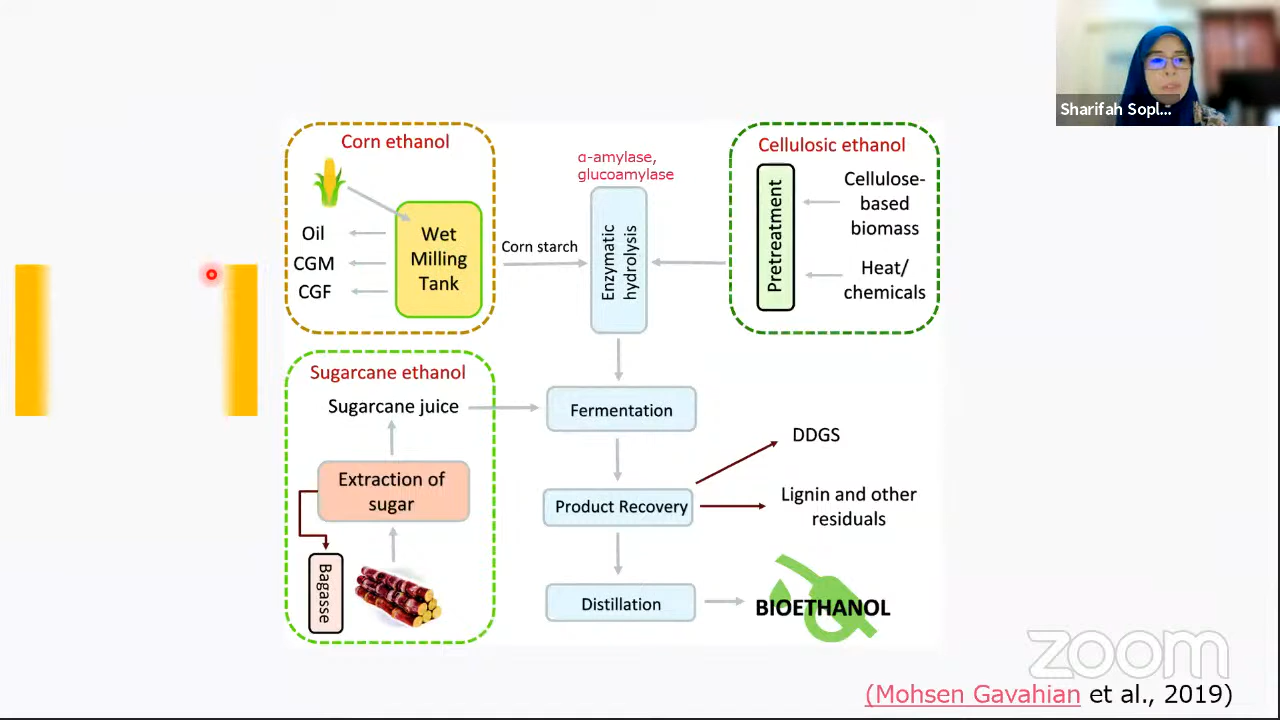 Sharifah Sopl...
Corn ethanol
Oil
CGM
CGF
Wet
Milling
Tank
Corn starch
α-amylase,
glucoamylase
Enzymatic
hydrolysis
Cellulosic ethanol
Pretreatment
Cellulose-
based
biomass
Heat/
chemicals
Sugarcane ethanol
Sugarcane juice
Extraction of
sugar
Bagasse
Fermentation
Product Recovery
DDGS
Lignin and other
residuals
Distillation
BIOETHANOL
zoom
(Mohsen Gavahian et al., 2019)